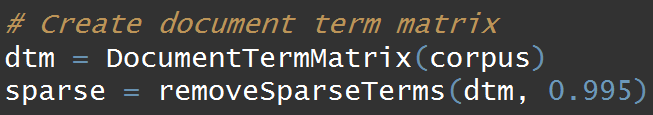 # Create document term matrix
dtm = DocumentTermMatrix(corpus)
sparse = removeSparseTerms(dtm, 0.995)